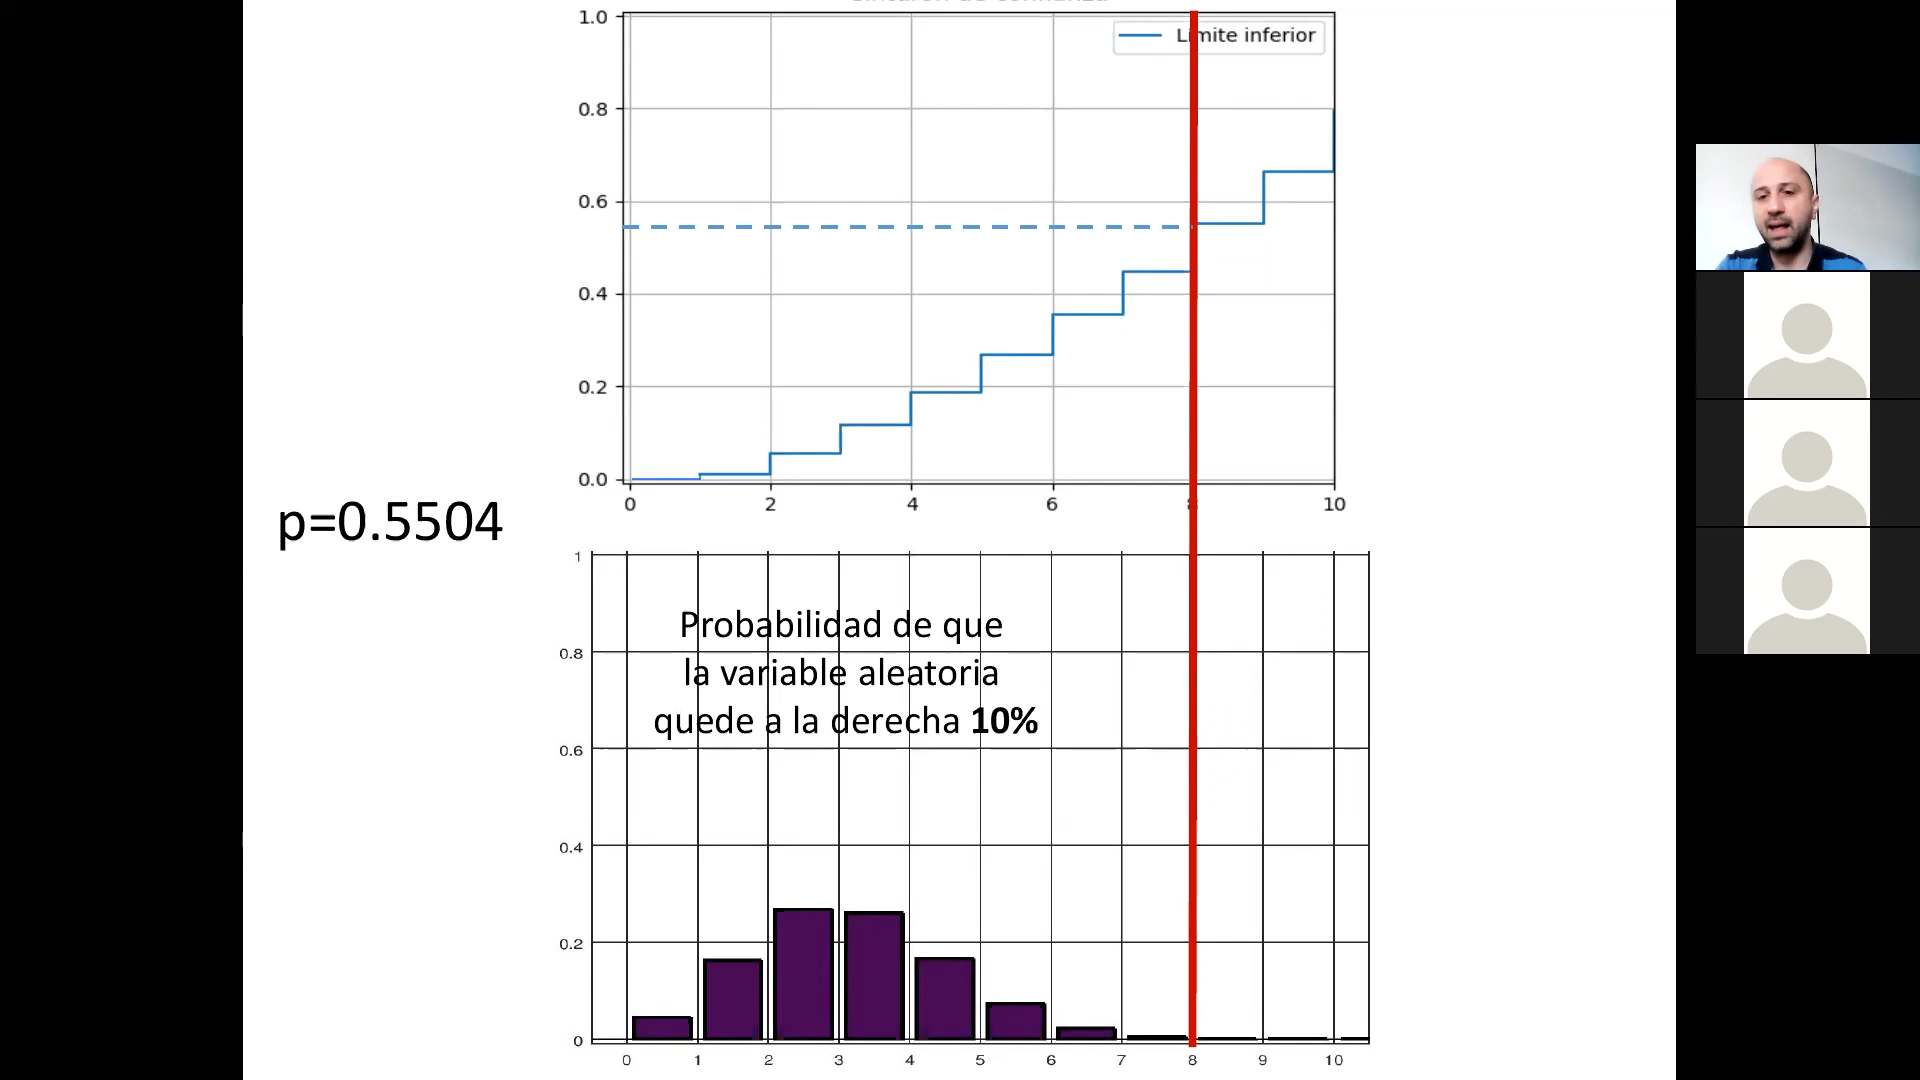 1.0
Límite inferior
0.8
0.6
0.4
0.2
0.0
0 2 4 6 8 10
p=0.5504
1
Probabilidad de que
0.8
la variable aleatoria
quede a la derecha 10%
0.6
0.4
0.2
0
0 1 2 3 4 5 6 7 8 9 10